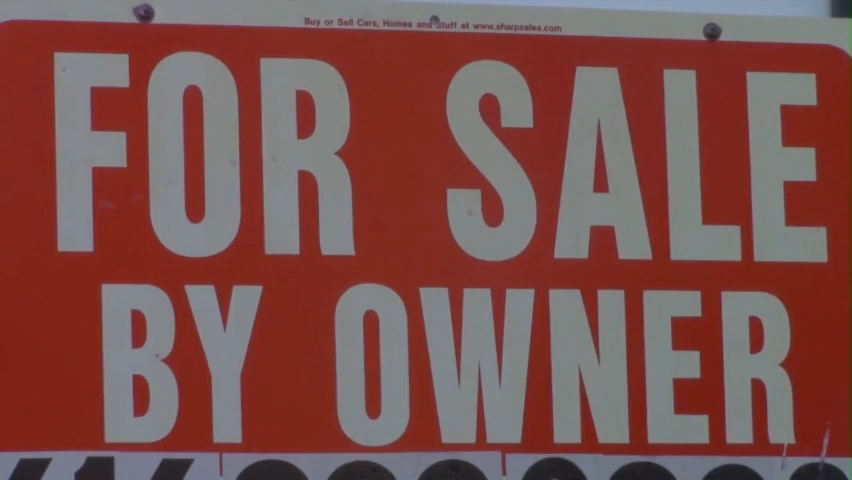 Buy or Sell Cars, Homes and Stuff at www.sharpsales.com
FOR SALE
BY OWNER